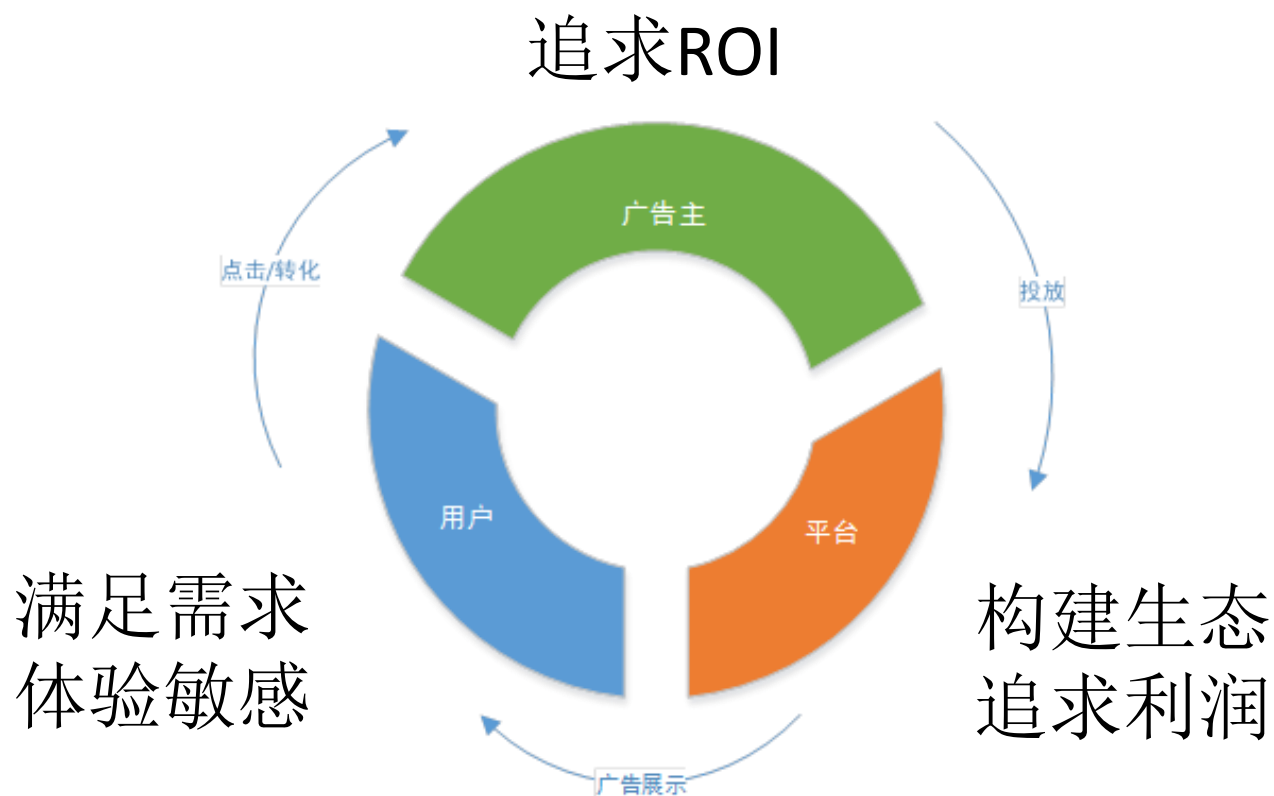 追求ROI
广告主
点击/转化
投放
用户
平台
满足需求
体验敏感
构建生态
追求利润
广告展示